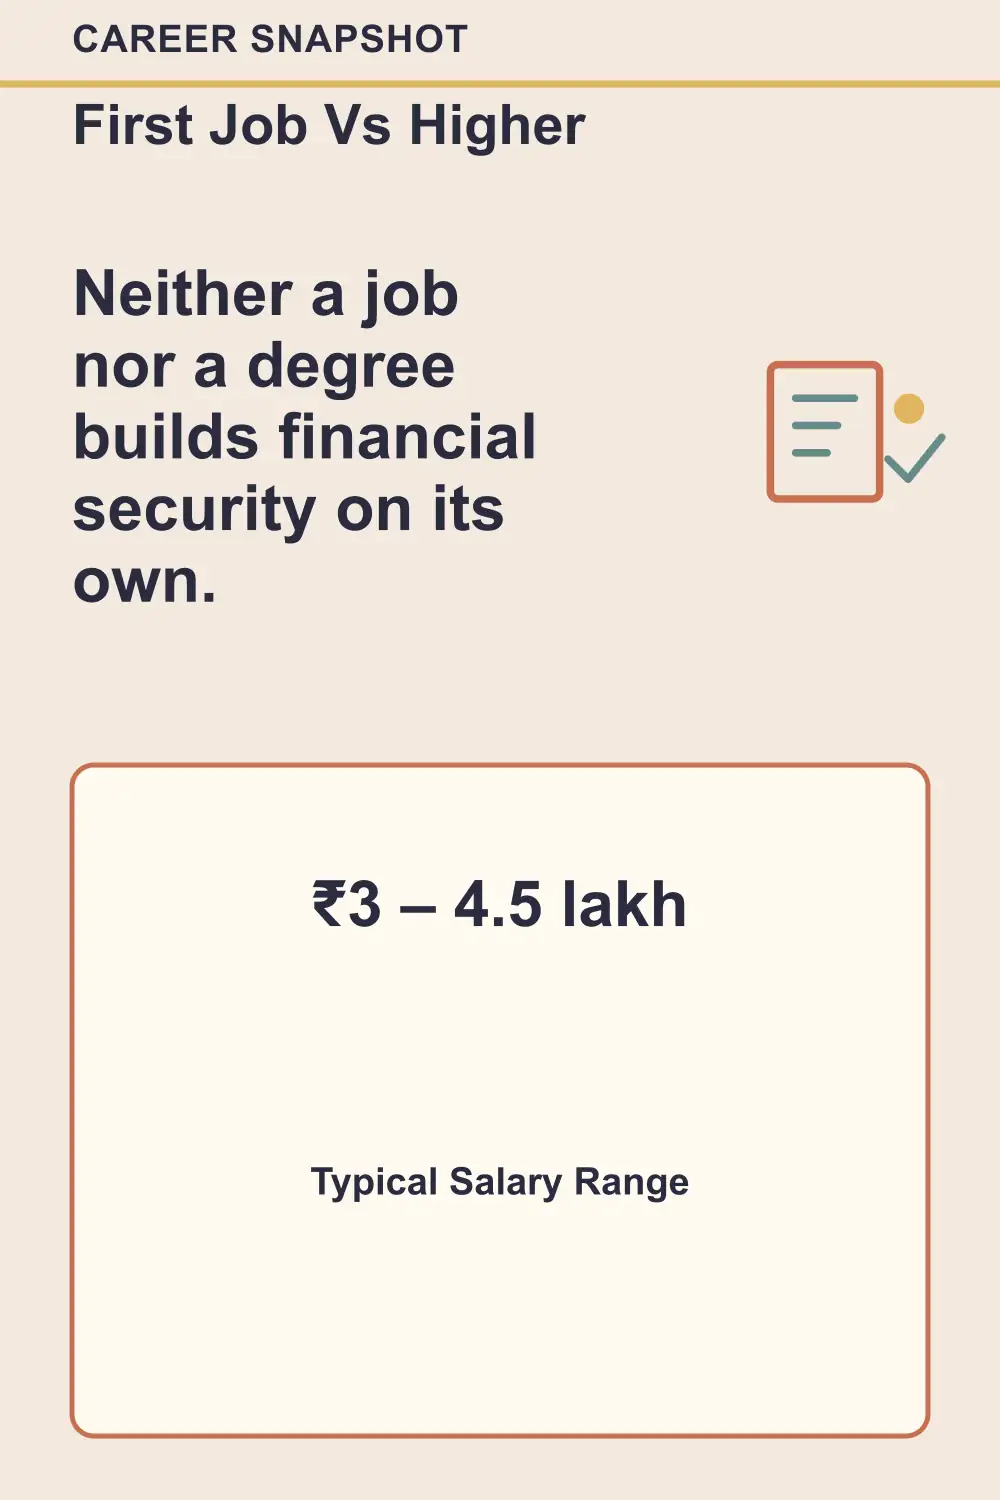 CAREER SNAPSHOT
First Job Vs Higher
Neither a job
nor a degree
builds financial
security on its
own.
₹3 – 4.5 lakh
Typical Salary Range